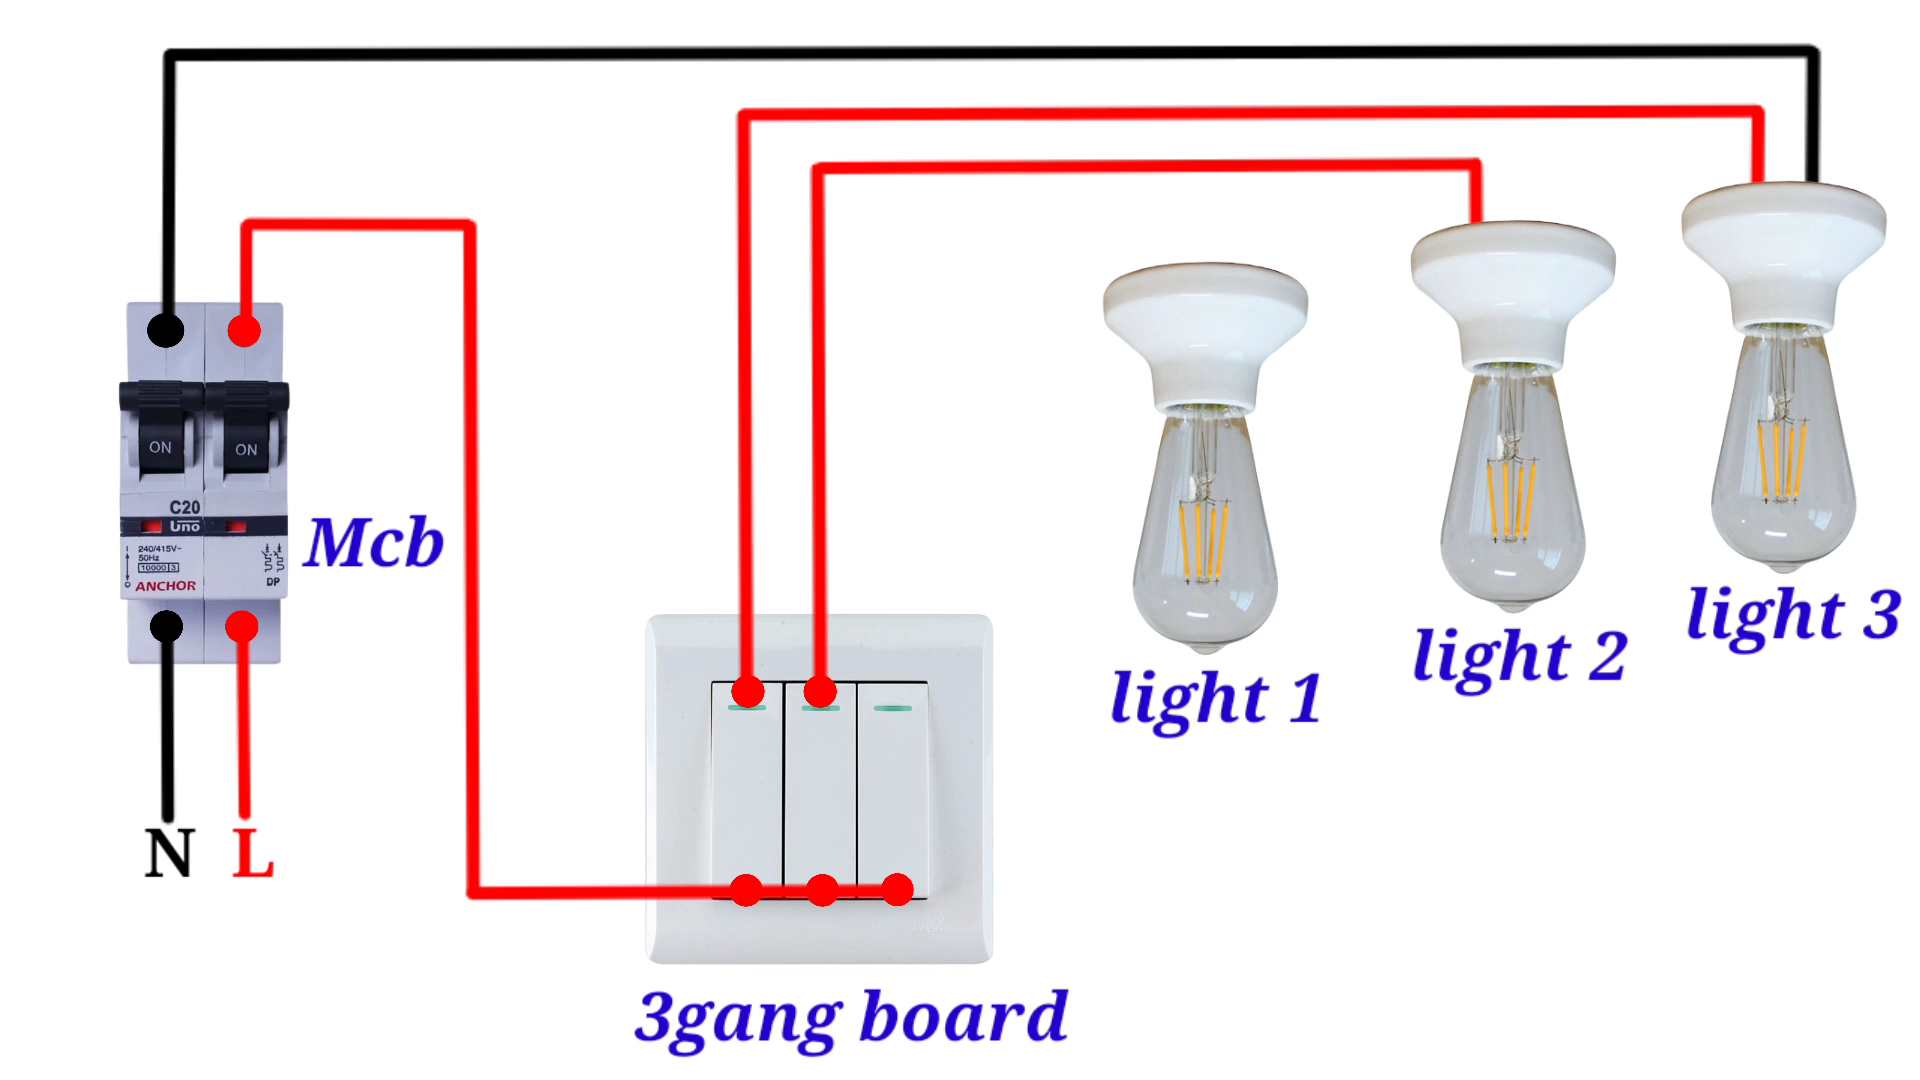 ON
ON
C20
Uno
240/415V~
50Hz
10000 3
ANCHOR
I
O
DP
Mcb
N
L
light 1
light 2
light 3
3gang board